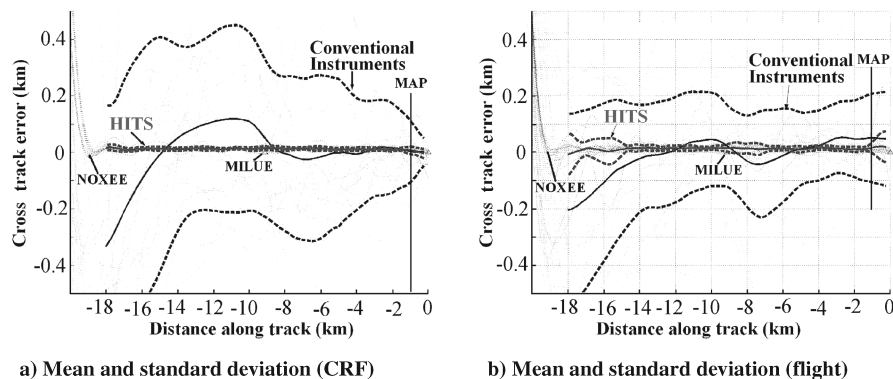 Cross track error (km)
0.4
0.2
0
-0.2
-0.4
Conventional
Instruments
MAP
HITS
NOXEE
MILUE
-18 -16 -14 -12 -10 -8 -6 -4 -2 0
Distance along track (km)
a) Mean and standard deviation (CRF)
Cross track error (km)
0.4
0.2
0
-0.2
-0.4
MAP
Conventional
Instruments
HITS
NOXEE
MILUE
-18 -16 -14 -12 -10 -8 -6 -4 -2 0
Distance along track (km)
b) Mean and standard deviation (flight)